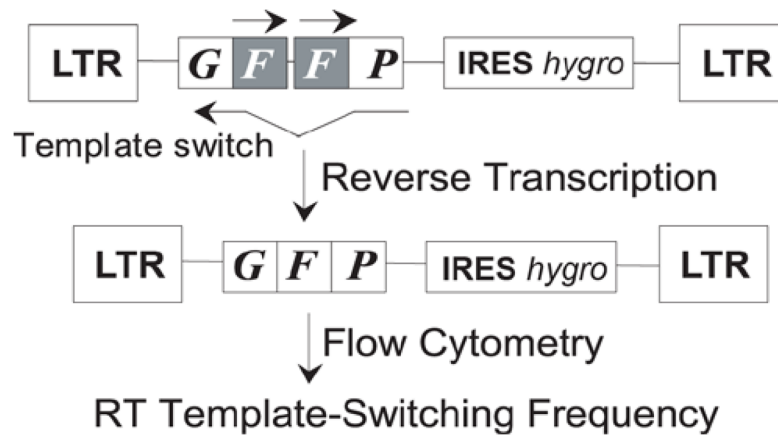 LTR G F F P IRES hygro LTR
Template switch
Reverse Transcription
LTR G F P IRES hygro LTR
Flow Cytometry
RT Template-Switching Frequency